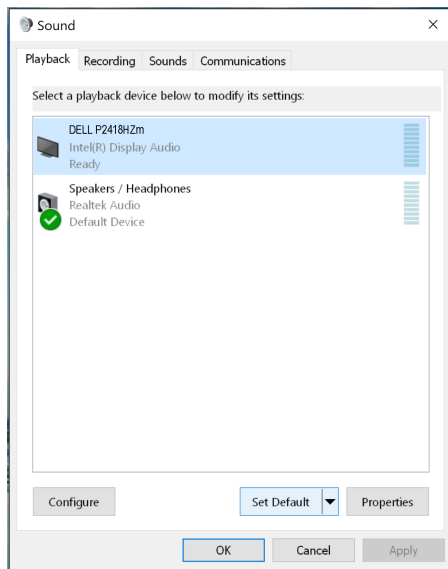 Sound
Playback Recording Sounds Communications
Select a playback device below to modify its settings:
DELL P2418HZm
Intel(R) Display Audio
Ready
Speakers / Headphones
Realtek Audio
Default Device
Configure Set Default Properties
OK Cancel Apply